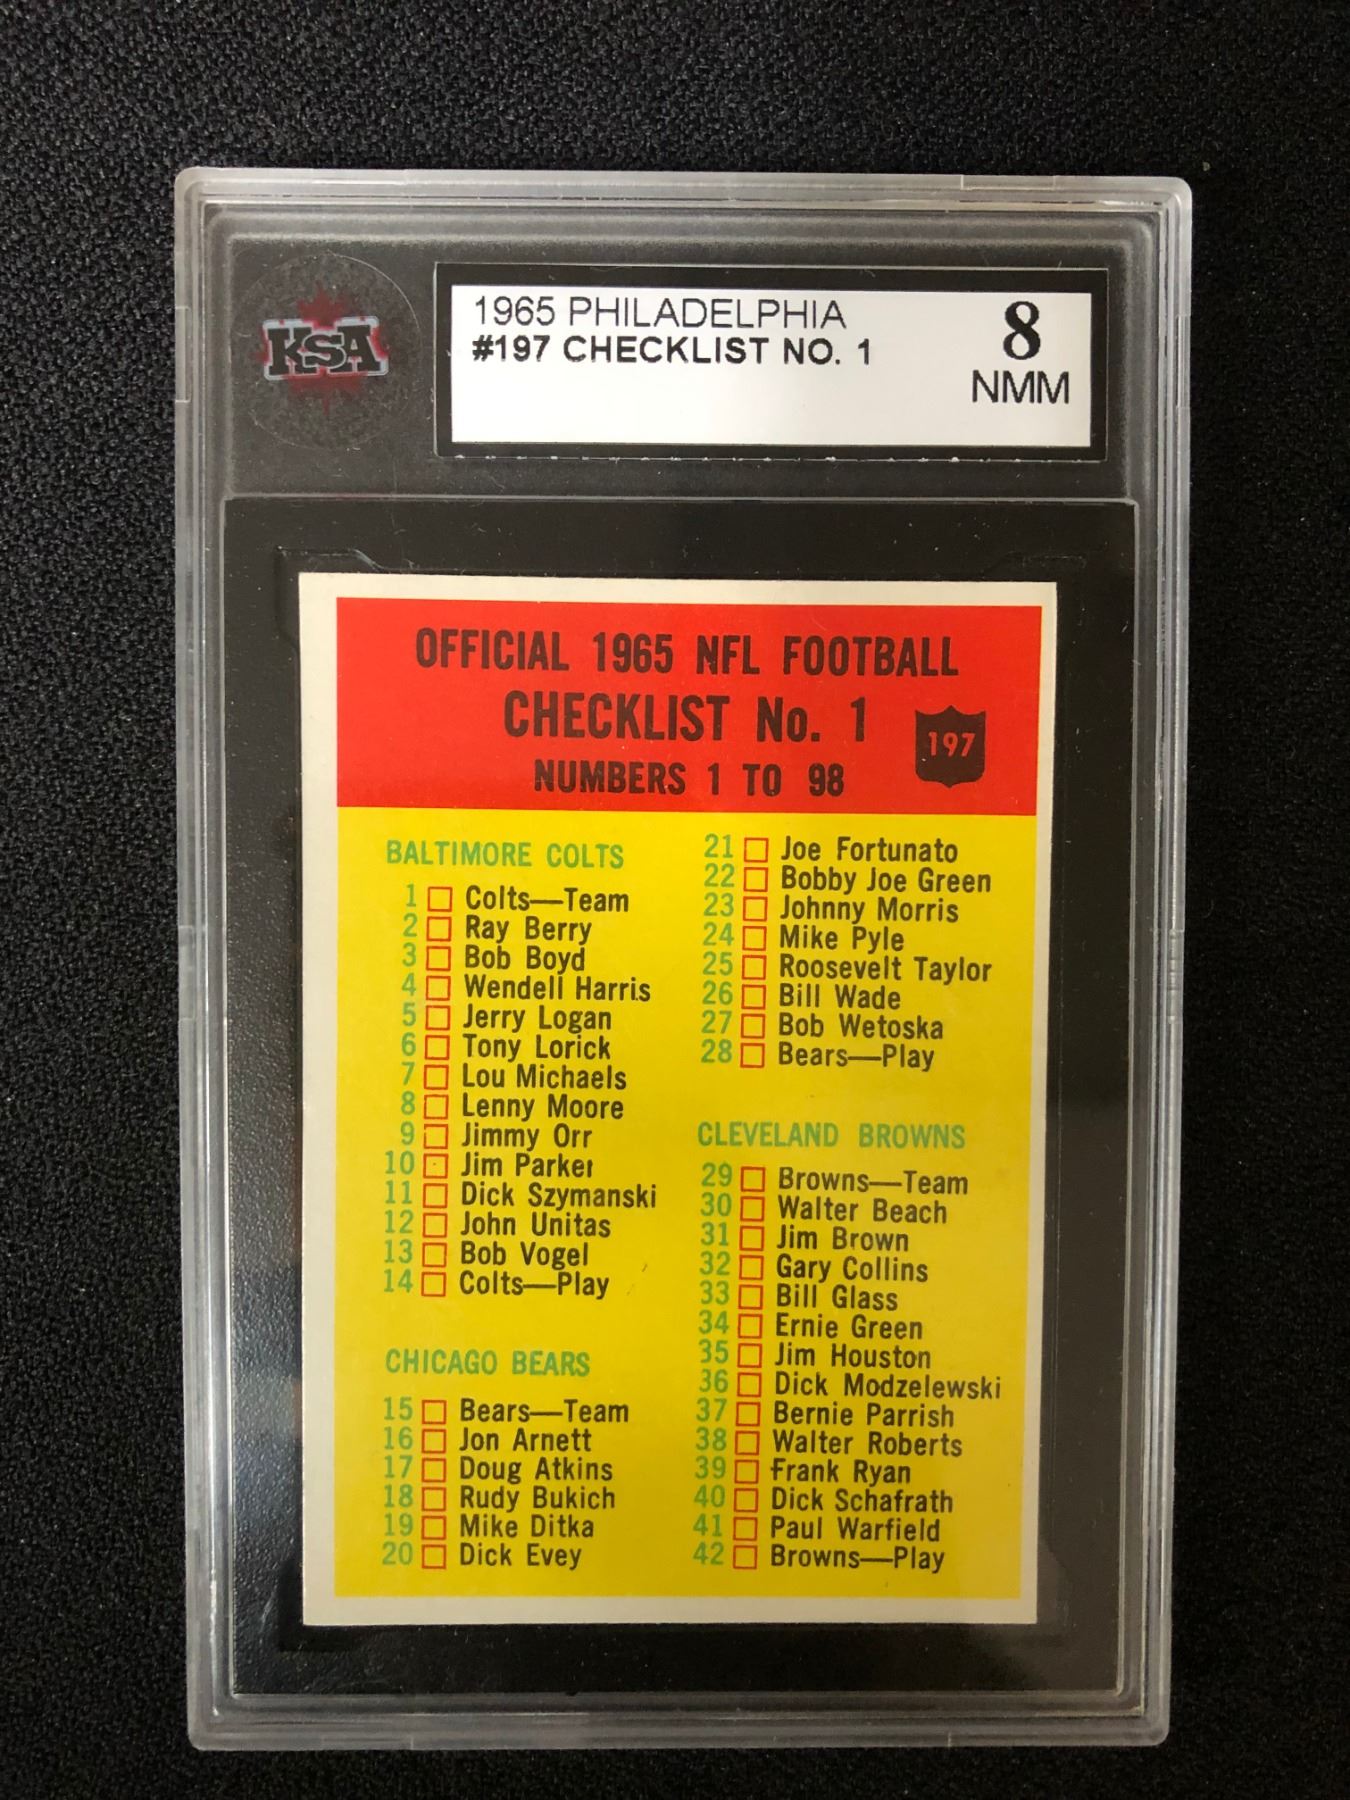 KSA
1965 PHILADELPHIA
#197 CHECKLIST NO. 1
8
NMM
OFFICIAL 1965 NFL FOOTBALL
CHECKLIST No. 1
197
NUMBERS 1 TO 98
BALTIMORE COLTS
1 Colts—Team
2 Ray Berry
3 Bob Boyd
4 Wendell Harris
5 Jerry Logan
6 Tony Lorick
7 Lou Michaels
8 Lenny Moore
9 Jimmy Orr
10 Jim Parker
11 Dick Szymanski
12 John Unitas
13 Bob Vogel
14 Colts—Play
CHICAGO BEARS
15 Bears—Team
16 Jon Arnett
17 Doug Atkins
18 Rudy Bukich
19 Mike Ditka
20 Dick Evey
21 Joe Fortunato
22 Bobby Joe Green
23 Johnny Morris
24 Mike Pyle
25 Roosevelt Taylor
26 Bill Wade
27 Bob Wetoska
28 Bears—Play
CLEVELAND BROWNS
29 Browns—Team
30 Walter Beach
31 Jim Brown
32 Gary Collins
33 Bill Glass
34 Ernie Green
35 Jim Houston
36 Dick Modzelewski
37 Bernie Parrish
38 Walter Roberts
39 Frank Ryan
40 Dick Schafrath
41 Paul Warfield
42 Browns—Play